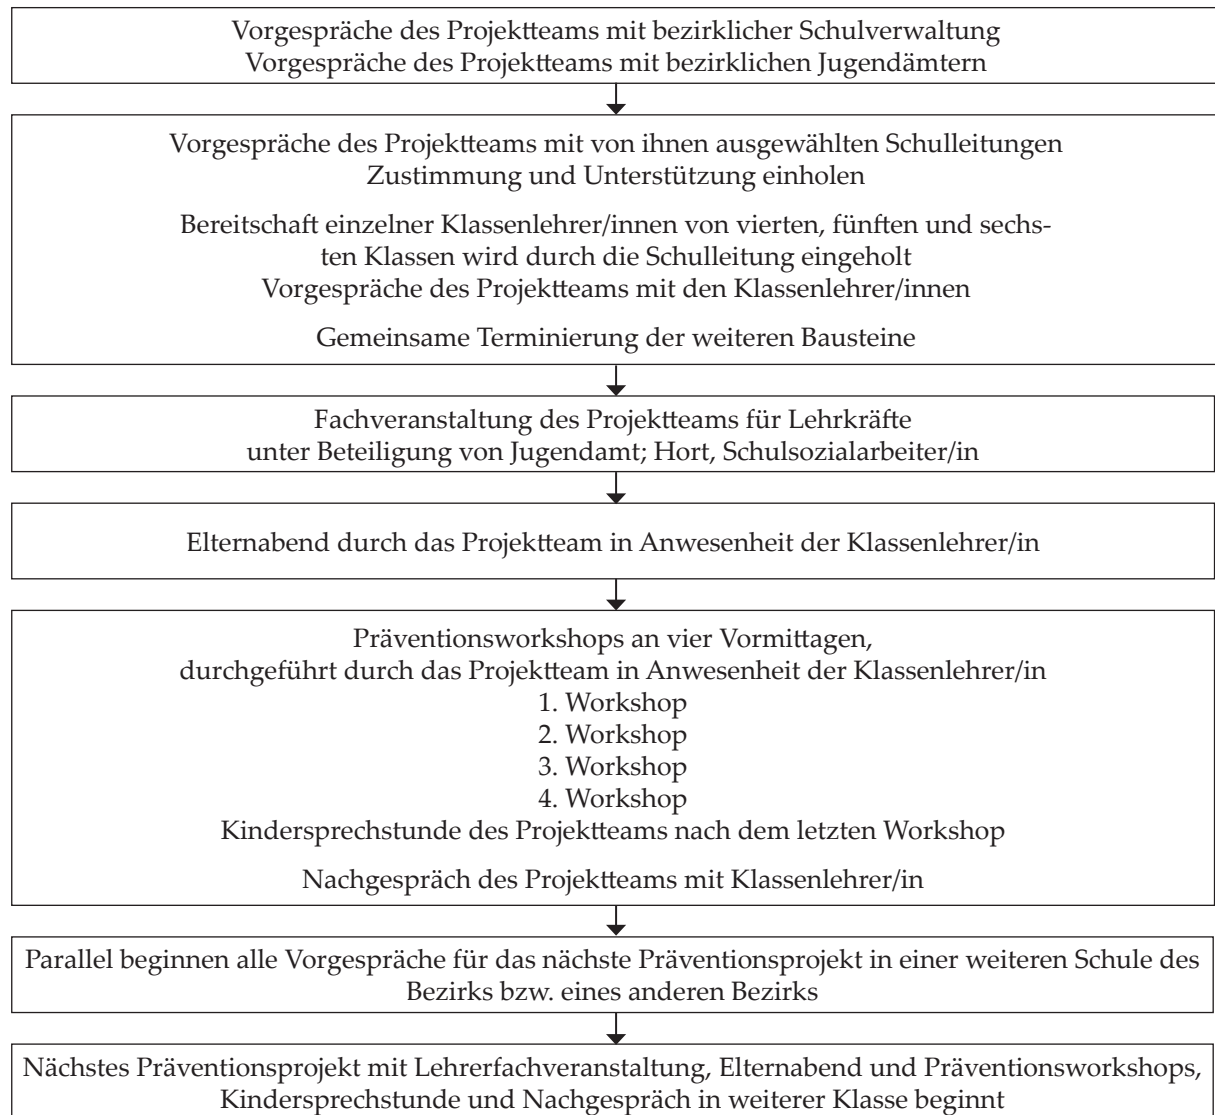 Vorgespräche des Projektteams mit bezirklicher Schulverwaltung
Vorgespräche des Projektteams mit bezirklichen Jugendämtern
Vorgespräche des Projektteams mit von ihnen ausgewählten Schulleitungen
Zustimmung und Unterstützung einholen
Bereitschaft einzelner Klassenlehrer/innen von vierten, fünften und sechs-
ten Klassen wird durch die Schulleitung eingeholt
Vorgespräche des Projektteams mit den Klassenlehrer/innen
Gemeinsame Terminierung der weiteren Bausteine
Fachveranstaltung des Projektteams für Lehrkräfte
unter Beteiligung von Jugendamt; Hort, Schulsozialarbeiter/in
Elternabend durch das Projektteam in Anwesenheit der Klassenlehrer/in
Präventionsworkshops an vier Vormittagen,
durchgeführt durch das Projektteam in Anwesenheit der Klassenlehrer/in
1. Workshop
2. Workshop
3. Workshop
4. Workshop
Kindersprechstunde des Projektteams nach dem letzten Workshop
Nachgespräch des Projektteams mit Klassenlehrer/in
Parallel beginnen alle Vorgespräche für das nächste Präventionsprojekt in einer weiteren Schule des
Bezirks bzw. eines anderen Bezirks
Nächstes Präventionsprojekt mit Lehrerfachveranstaltung, Elternabend und Präventionsworkshops,
Kindersprechstunde und Nachgespräch in weiterer Klasse beginnt